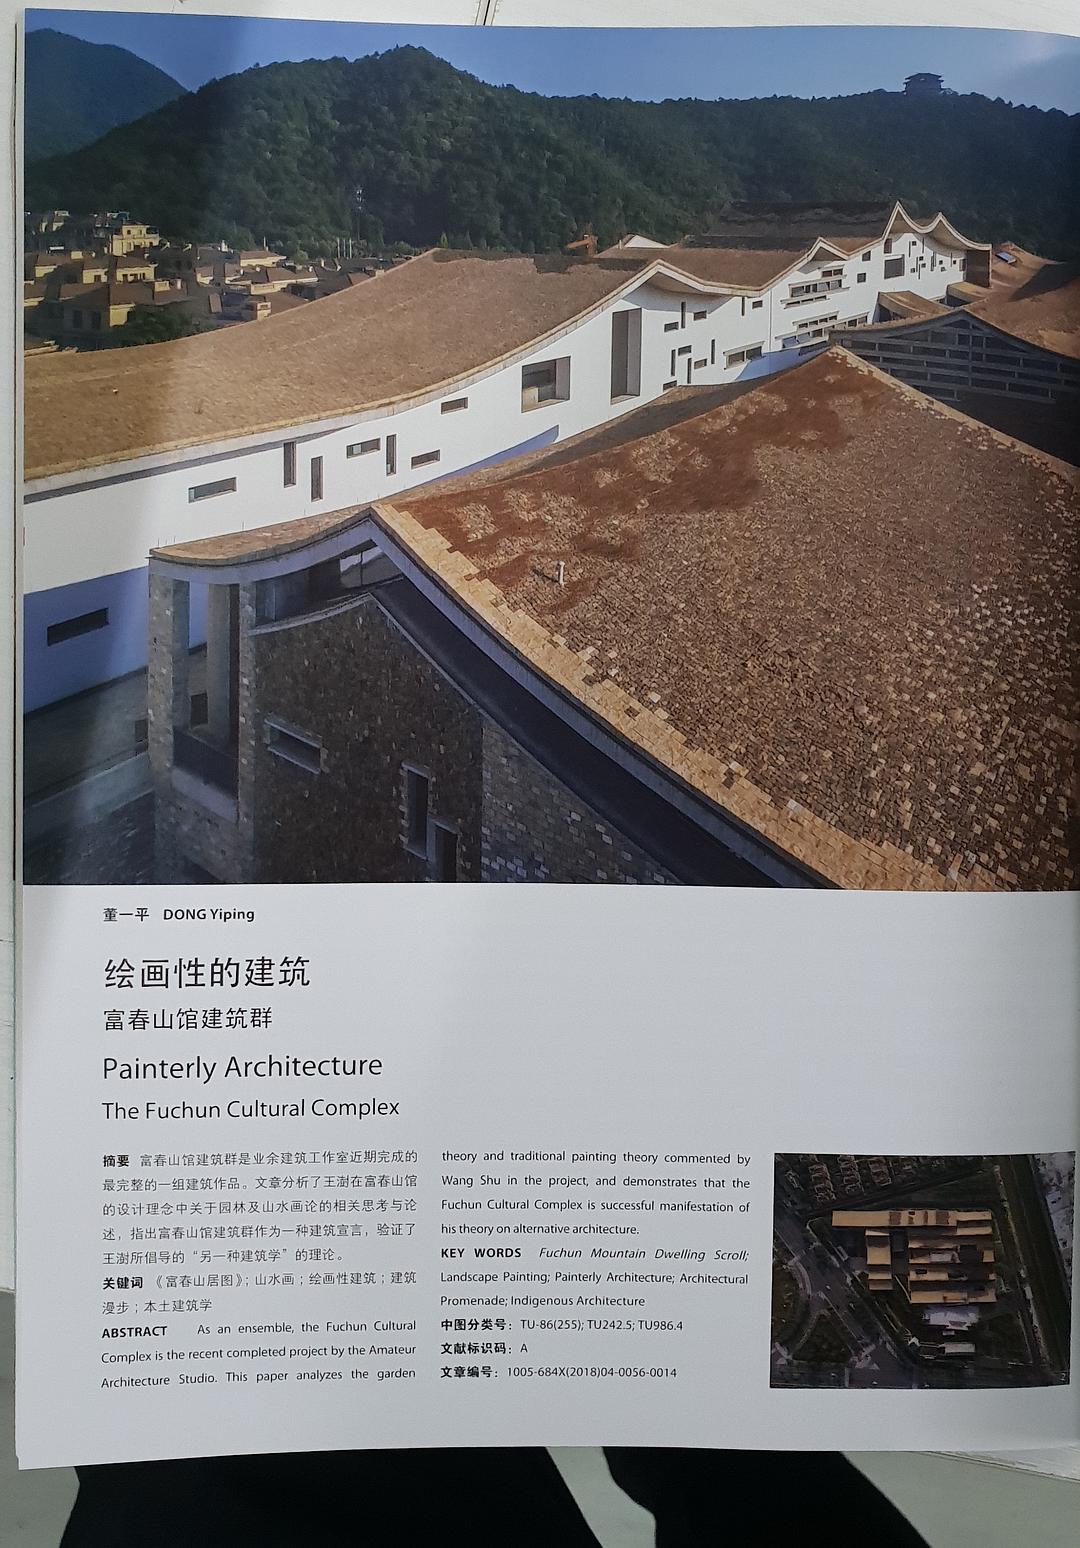 董一平 DONG Yiping
绘画性的建筑
富春山馆建筑群
Painterly Architecture
The Fuchun Cultural Complex
摘要 富春山馆建筑群是业余建筑工作室近期完成的
最完整的一组建筑作品。文章分析了王澍在富春山馆
的设计理念中关于园林及山水画论的相关思考与论
述，指出富春山馆建筑群作为一种建筑宣言，验证了
王澍所倡导的“另一种建筑学”的理论。
关键词 《富春山居图》；山水画；绘画性建筑；建筑
漫步；本土建筑学
ABSTRACT As an ensemble, the Fuchun Cultural
Complex is the recent completed project by the Amateur
Architecture Studio. This paper analyzes the garden
theory and traditional painting theory commented by
Wang Shu in the project, and demonstrates that the
Fuchun Cultural Complex is successful manifestation of
his theory on alternative architecture.
KEY WORDS Fuchun Mountain Dwelling Scroll;
Landscape Painting; Painterly Architecture; Architectural
Promenade; Indigenous Architecture
中图分类号：TU-86(255); TU242.5; TU986.4
文献标识码：A
文章编号：1005-684X(2018)04-0056-0014
2